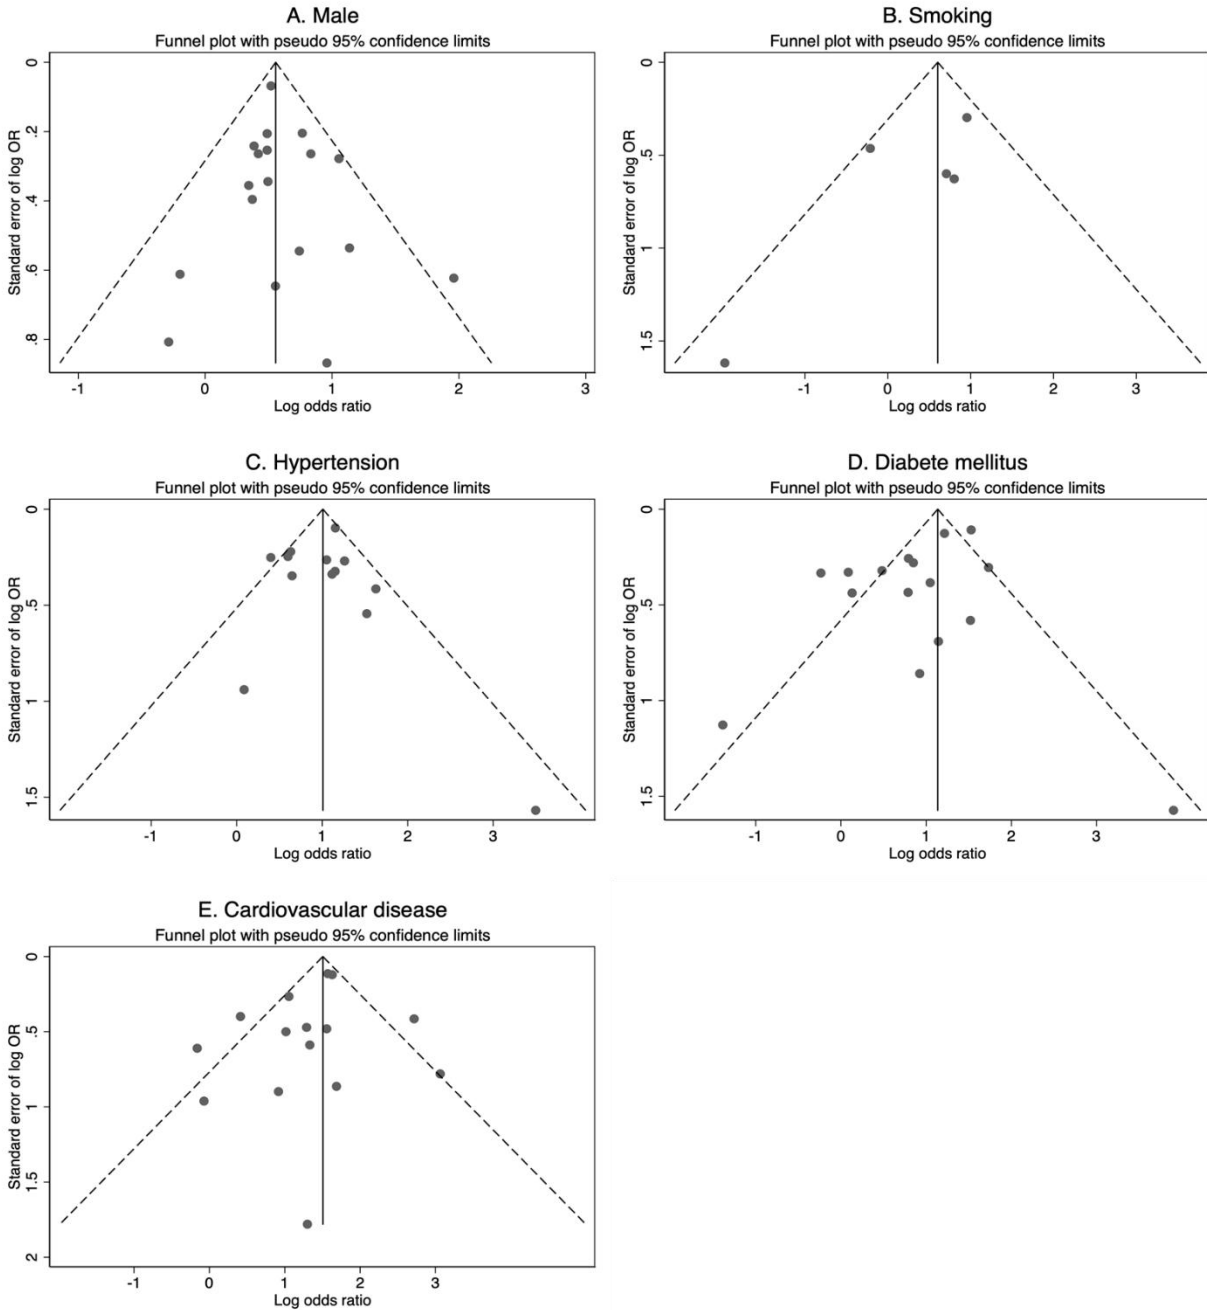 A. Male
Funnel plot with pseudo 95% confidence limits
Standard error of log OR
0
.2
.4
.6
.8
-1 0 1 2 3
Log odds ratio
B. Smoking
Funnel plot with pseudo 95% confidence limits
Standard error of log OR
0
.5
1
1.5
-1 0 1 2 3
Log odds ratio
C. Hypertension
Funnel plot with pseudo 95% confidence limits
Standard error of log OR
0
.5
1
1.5
-1 0 1 2 3
Log odds ratio
D. Diabete mellitus
Funnel plot with pseudo 95% confidence limits
Standard error of log OR
0
.5
1
1.5
-1 0 1 2 3
Log odds ratio
E. Cardiovascular disease
Funnel plot with pseudo 95% confidence limits
Standard error of log OR
0
.5
1
1.5
2
-1 0 1 2 3
Log odds ratio